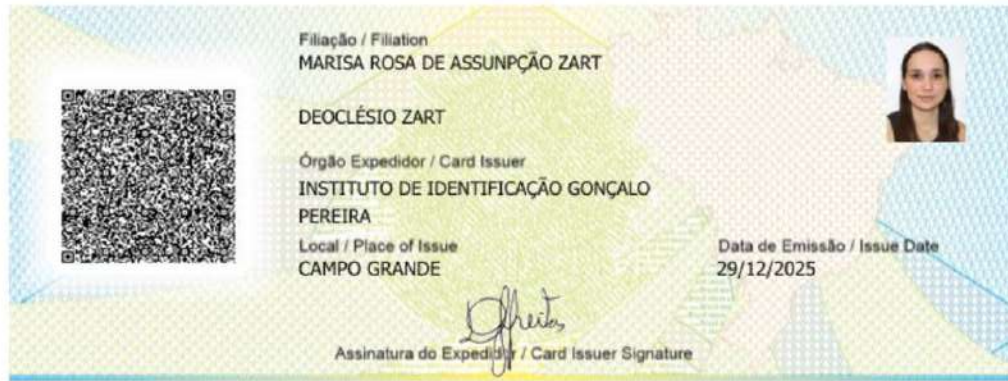 Filiação / Filiation
MARISA ROSA DE ASSUNPÇÃO ZART
DEOCLÉSIO ZART
Órgão Expedidor / Card Issuer
INSTITUTO DE IDENTIFICAÇÃO GONÇALO
PEREIRA
Local / Place of Issue
CAMPO GRANDE
Data de Emissão / Issue Date
29/12/2025
Assinatura do Expedidor / Card Issuer Signature